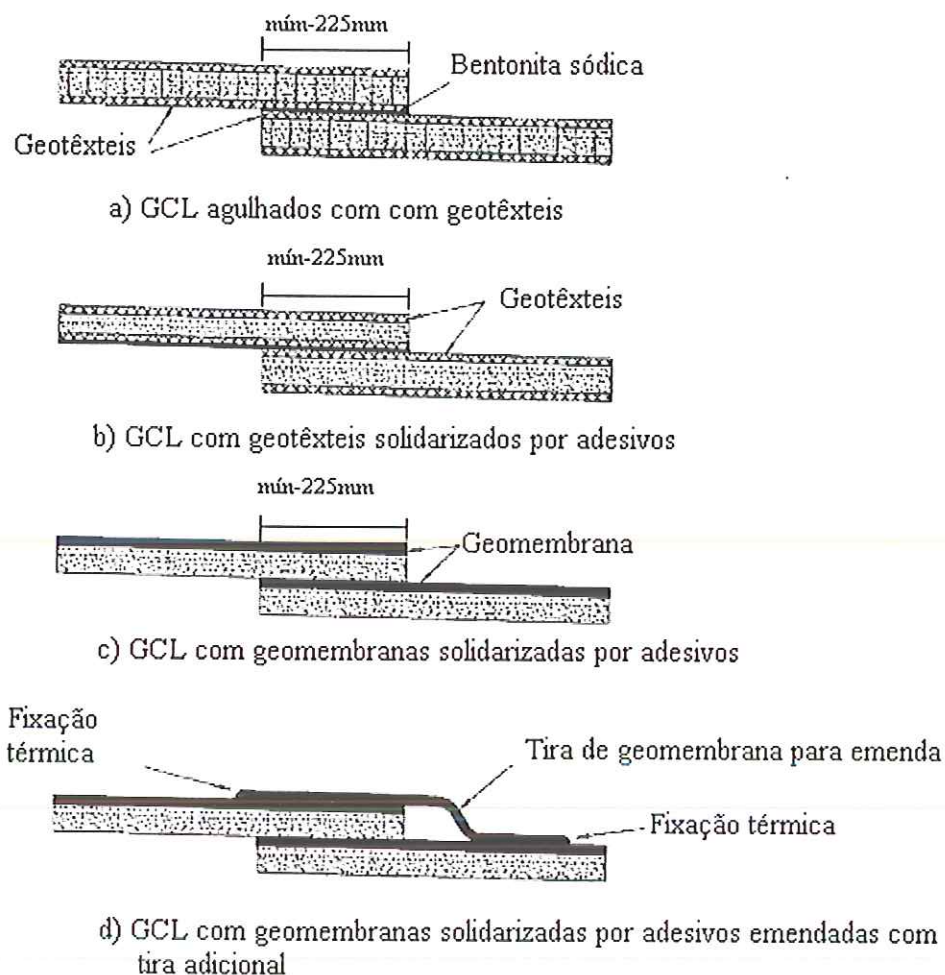 mím-225mm
Bentonita sódica
Geotêxteis
a) GCL agulhados com com geotêxteis
mín-225mm
Geotêxteis
b) GCL com geotêxteis solidarizados por adesivos
mín-225mm
Geomembrana
c) GCL com geomembranas solidarizadas por adesivos
Fixação
térmica
Tira de geomembrana para emenda
Fixação térmica
d) GCL com geomembranas solidarizadas por adesivos emendadas com
tira adicional